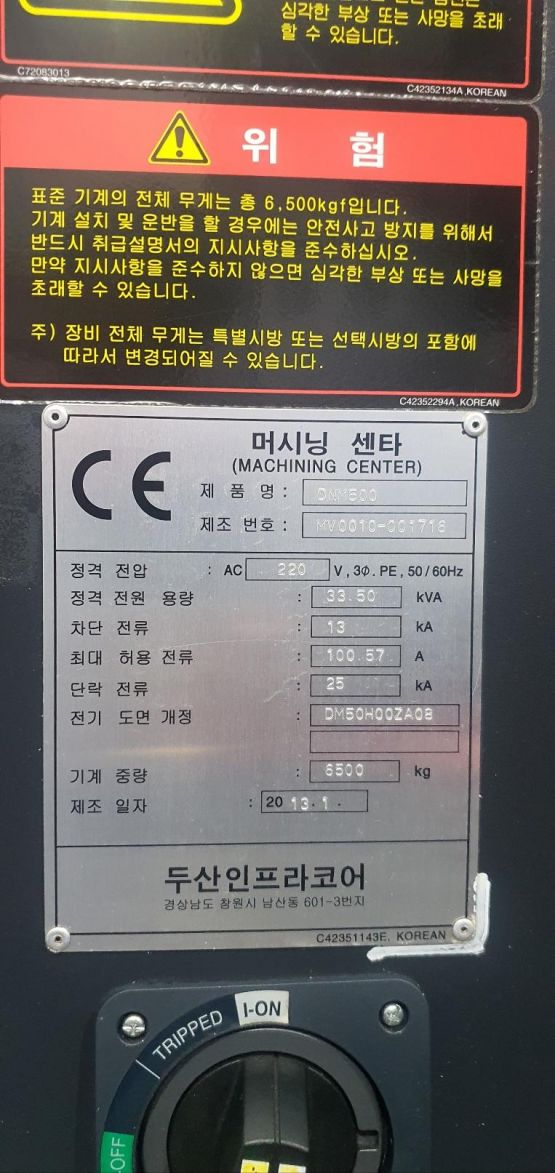 심각한 부상 또는 사망을 초래
할 수 있습니다.
C72083013
C42352134A,KOREAN
위 험
표준 기계의 전체 무게는 총 6,500kgf입니다.
기계 설치 및 운반을 할 경우에는 안전사고 방지를 위해서
반드시 취급설명서의 지시사항을 준수하십시오.
만약 지시사항을 준수하지 않으면 심각한 부상 또는 사망을
초래할 수 있습니다.
주) 장비 전체 무게는 특별시방 또는 선택시방의 포함에
따라서 변경되어질 수 있습니다.
C42352294A,KOREAN
CE
머시닝 센타
(MACHINING CENTER)
제 품 명 : DNM500
제조 번호 : MV0010-001716
정격 전압 : AC 220 V , 3Φ. PE , 50 / 60Hz
정격 전원 용량 : 33.50 kVA
차단 전류 : 13 kA
최대 허용 전류 : 100.57 A
단락 전류 : 25 kA
전기 도면 개정 : DM50H00ZA08
기계 중량 : 6500 kg
제조 일자 : 20 13. 1 .
두산인프라코어
경상남도 창원시 남산동 601-3번지
C42351143E, KOREAN
I-ON
TRIPPED
OFF